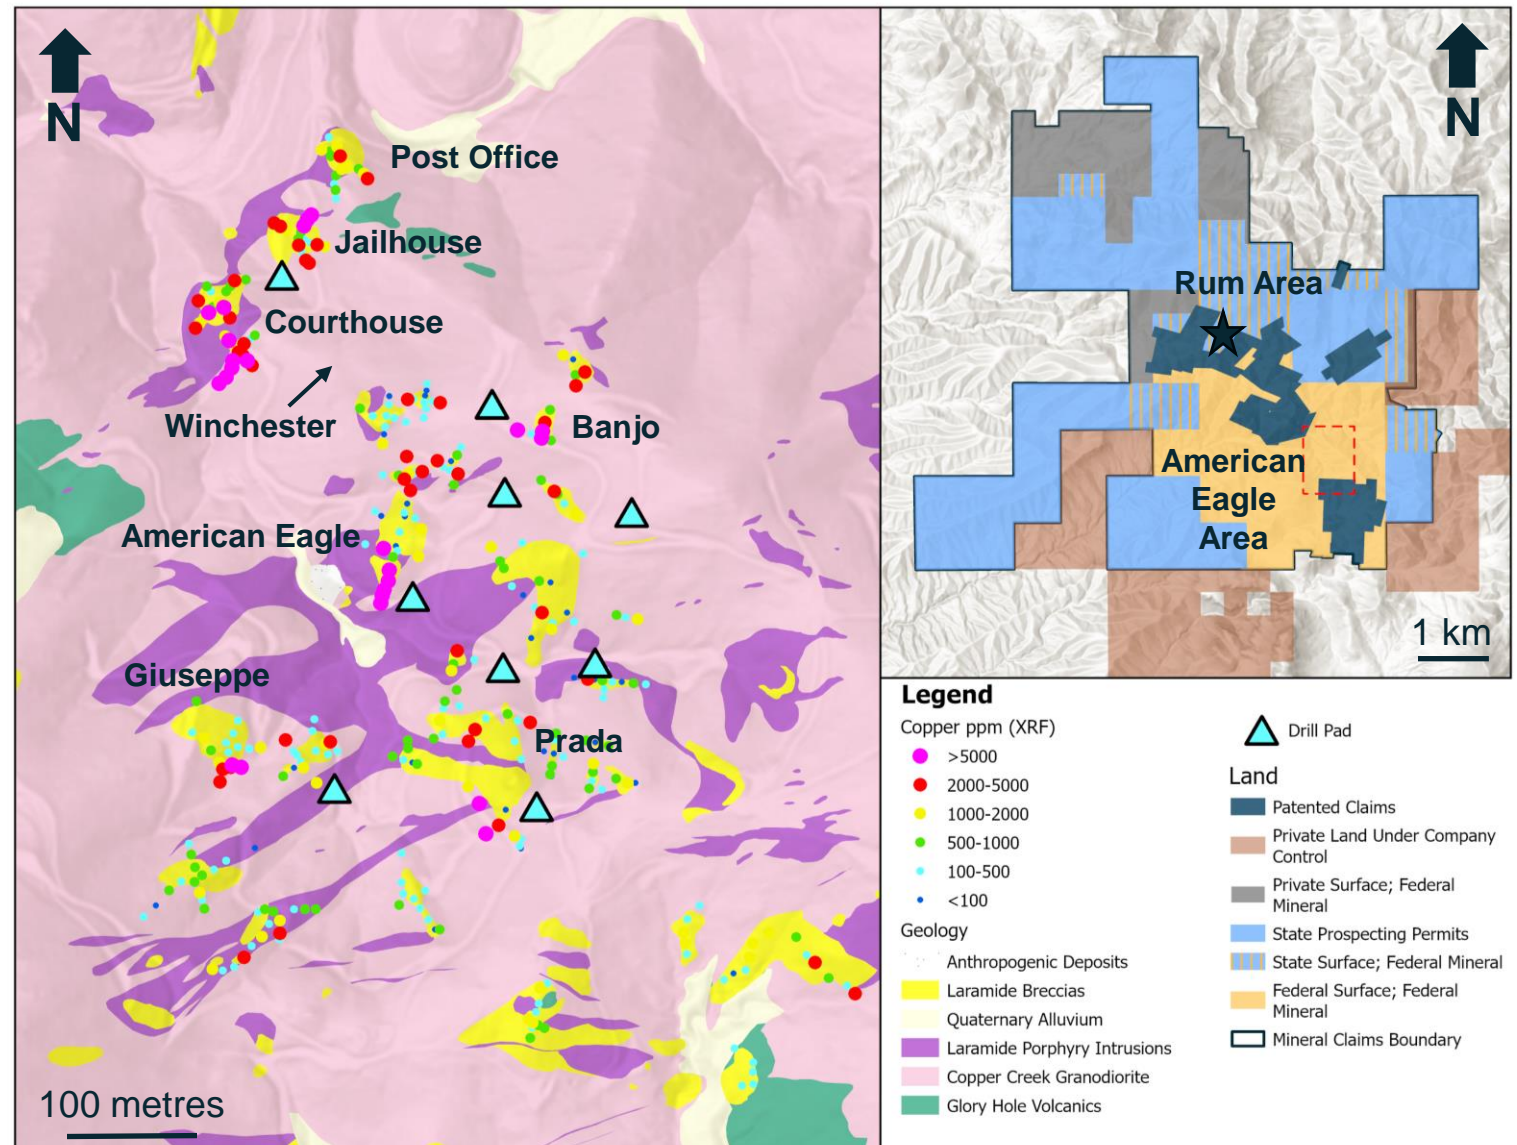 N
Post Office
Jailhouse
Courthouse
Winchester
Banjo
American Eagle
Giuseppe
Prada
100 metres
N
Rum Area
American
Eagle
Area
1 km
Legend
Copper ppm (XRF)
>5000
2000-5000
1000-2000
500-1000
100-500
<100
Geology
Anthropogenic Deposits
Laramide Breccias
Quaternary Alluvium
Laramide Porphyry Intrusions
Copper Creek Granodiorite
Glory Hole Volcanics
Drill Pad
Land
Patented Claims
Private Land Under Company
Control
Private Surface; Federal
Mineral
State Prospecting Permits
State Surface; Federal Mineral
Federal Surface; Federal
Mineral
Mineral Claims Boundary